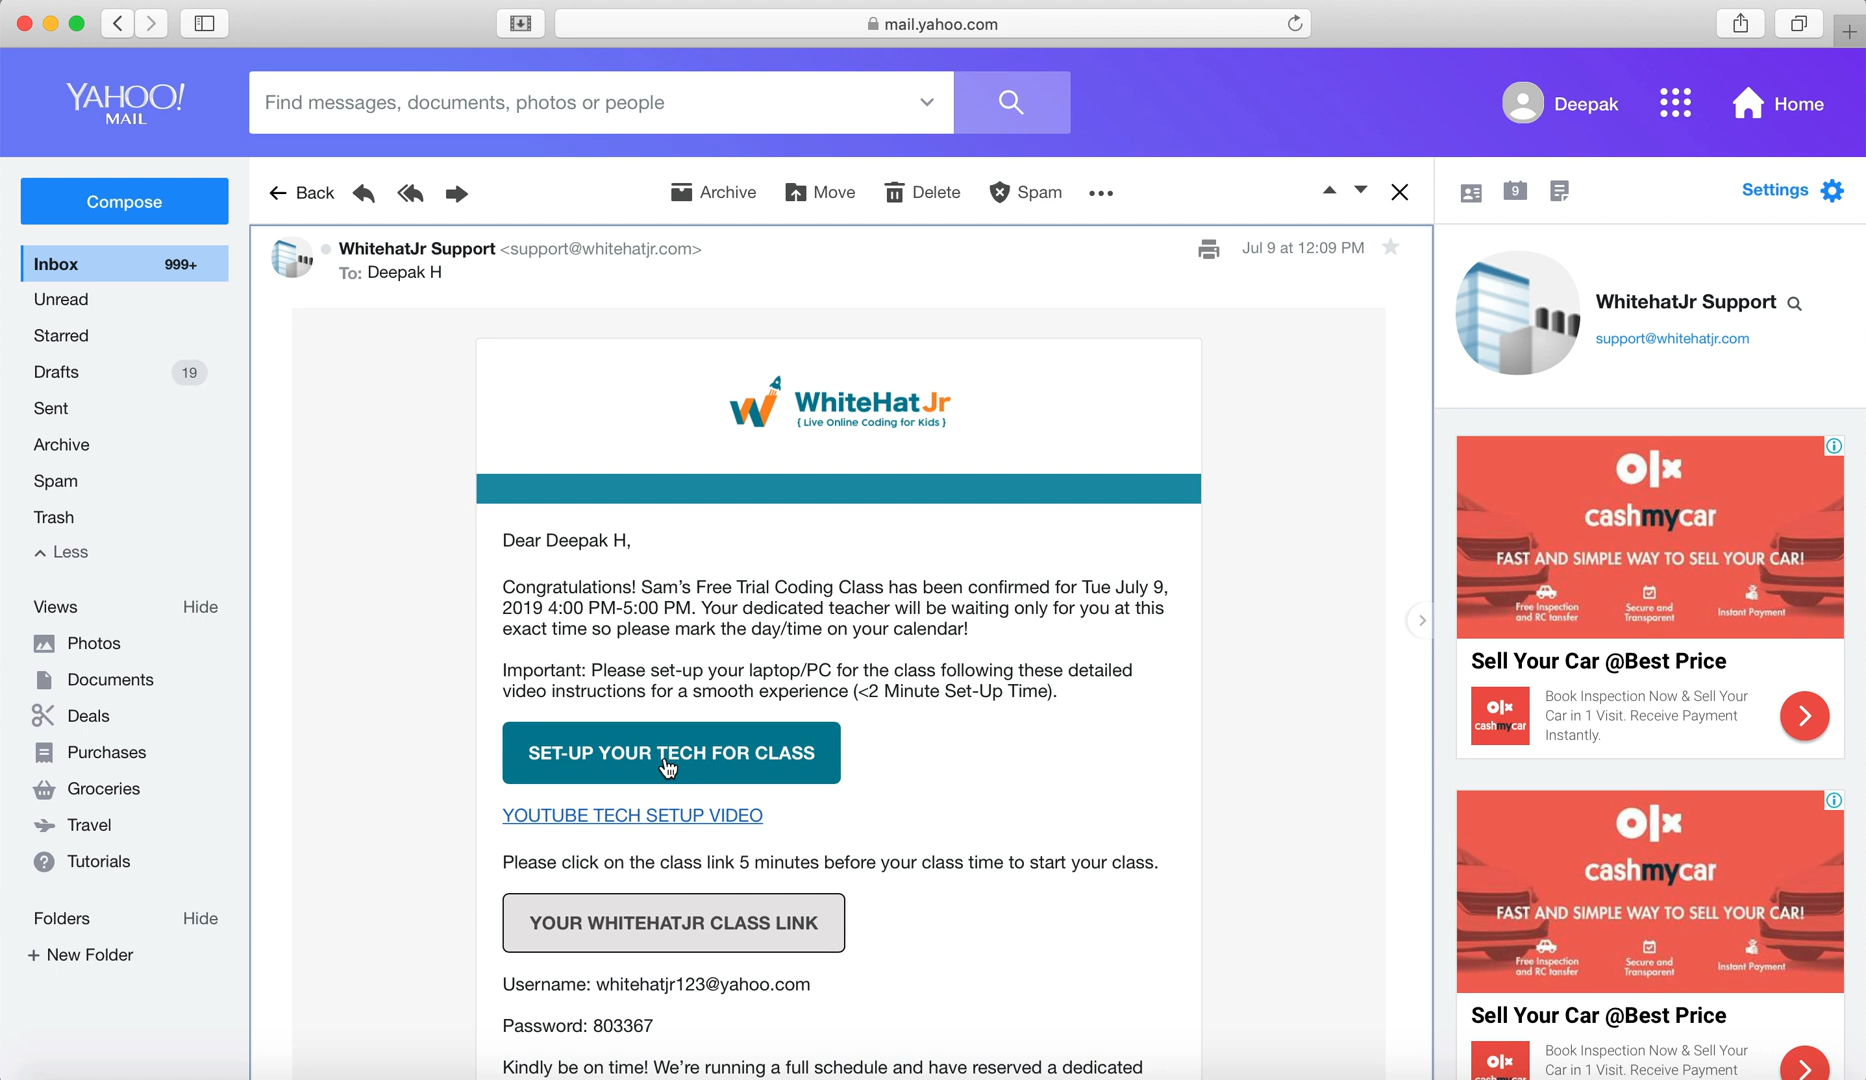 mail.yahoo.com
YAHOO!
MAIL
Find messages, documents, photos or people
Deepak
Home
Compose
Back
Archive
Move
Delete
Spam
9
Settings
Inbox 999+
Unread
Starred
Drafts 19
Sent
Archive
Spam
Trash
Less
Views Hide
Photos
Documents
Deals
Purchases
Groceries
Travel
Tutorials
Folders Hide
+ New Folder
WhitehatJr Support <support@whitehatjr.com>
Jul 9 at 12:09 PM
To: Deepak H
WhiteHat Jr
{ Live Online Coding for Kids }
Dear Deepak H,
Congratulations! Sam's Free Trial Coding Class has been confirmed for Tue July 9,
2019 4:00 PM-5:00 PM. Your dedicated teacher will be waiting only for you at this
exact time so please mark the day/time on your calendar!
Important: Please set-up your laptop/PC for the class following these detailed
video instructions for a smooth experience (<2 Minute Set-Up Time).
SET-UP YOUR TECH FOR CLASS
YOUTUBE TECH SETUP VIDEO
Please click on the class link 5 minutes before your class time to start your class.
YOUR WHITEHATJR CLASS LINK
Username: whitehatjr123@yahoo.com
Password: 803367
Kindly be on time! We're running a full schedule and have reserved a dedicated
WhitehatJr Support
support@whitehatjr.com
olx
cashmycar
FAST AND SIMPLE WAY TO SELL YOUR CAR!
Free Inspection
and RC tansfer
Secure and
Transparent
Instant Payment
Sell Your Car @Best Price
olx
cashmycar
Book Inspection Now & Sell Your
Car in 1 Visit. Receive Payment
Instantly.
olx
cashmycar
FAST AND SIMPLE WAY TO SELL YOUR CAR!
Free Inspection
and RC tansfer
Secure and
Transparent
Instant Payment
Sell Your Car @Best Price
olx
Book Inspection Now & Sell Your
Car in 1 Visit. Receive Payment